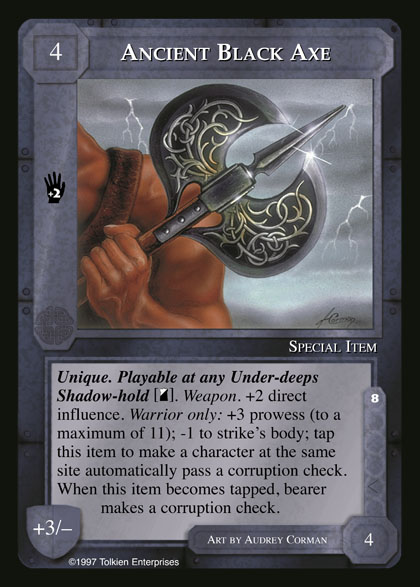 4
ANCIENT BLACK AXE
+2
SPECIAL ITEM
Unique. Playable at any Under-deeps
Shadow-hold []. Weapon. +2 direct
influence. Warrior only: +3 prowess (to a
maximum of 11); -1 to strike's body; tap
this item to make a character at the same
site automatically pass a corruption check.
When this item becomes tapped, bearer
makes a corruption check.
8
+3/–
ART BY AUDREY CORMAN
4
©1997 Tolkien Enterprises